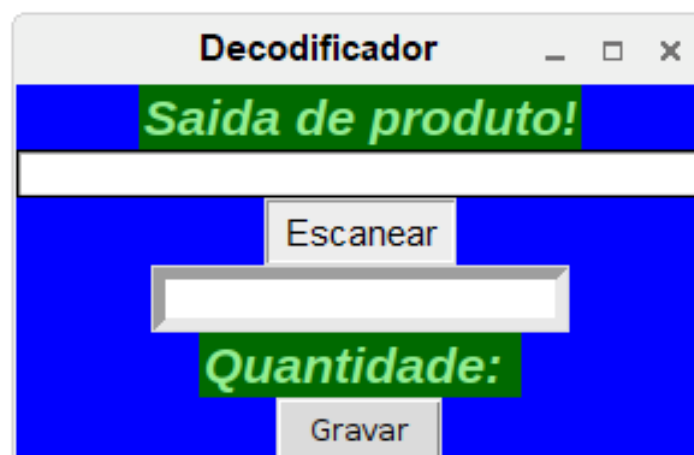 Decodificador
Saida de produto!
Escanear
Quantidade:
Gravar